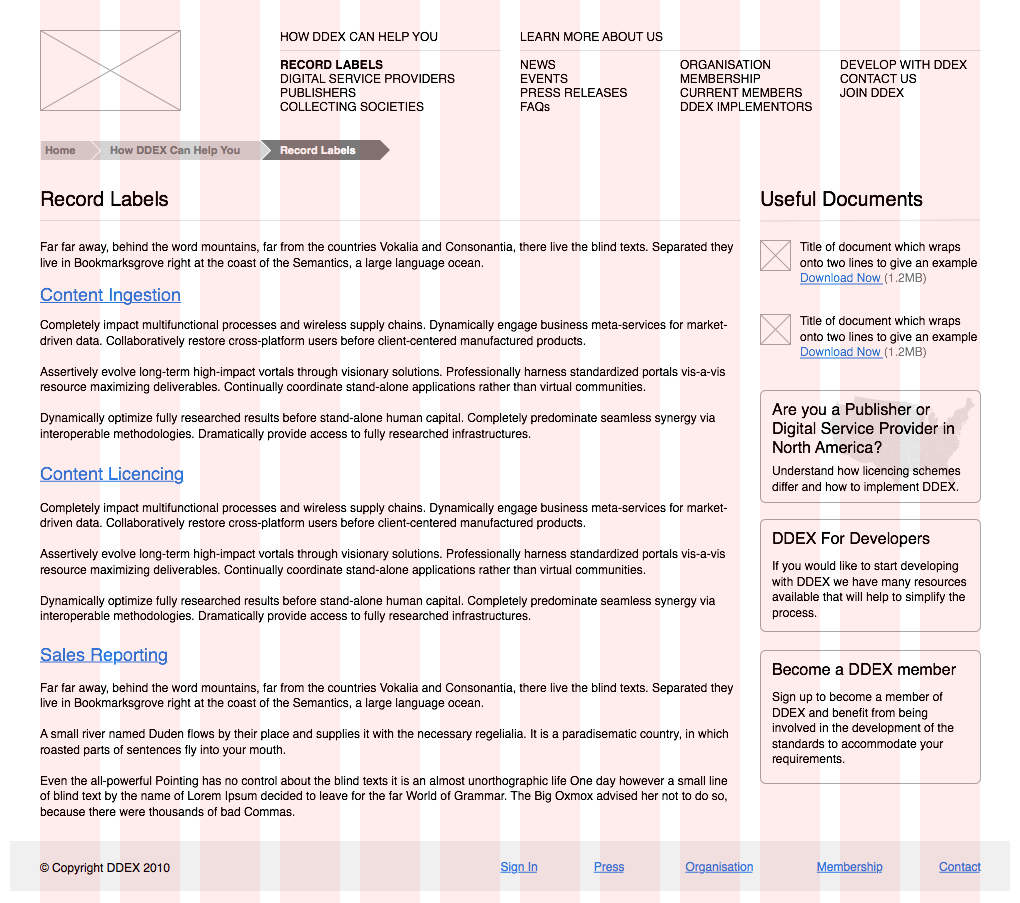 HOW DDEX CAN HELP YOU
RECORD LABELS
DIGITAL SERVICE PROVIDERS
PUBLISHERS
COLLECTING SOCIETIES
LEARN MORE ABOUT US
NEWS
EVENTS
PRESS RELEASES
FAQs
ORGANISATION
MEMBERSHIP
CURRENT MEMBERS
DDEX IMPLEMENTORS
DEVELOP WITH DDEX
CONTACT US
JOIN DDEX
Home
How DDEX Can Help You
Record Labels
Record Labels
Far far away, behind the word mountains, far from the countries Vokalia and Consonantia, there live the blind texts. Separated they
live in Bookmarksgrove right at the coast of the Semantics, a large language ocean.
Content Ingestion
Completely impact multifunctional processes and wireless supply chains. Dynamically engage business meta-services for market-
driven data. Collaboratively restore cross-platform users before client-centered manufactured products.
Assertively evolve long-term high-impact vortals through visionary solutions. Professionally harness standardized portals vis-a-vis
resource maximizing deliverables. Continually coordinate stand-alone applications rather than virtual communities.
Dynamically optimize fully researched results before stand-alone human capital. Completely predominate seamless synergy via
interoperable methodologies. Dramatically provide access to fully researched infrastructures.
Content Licencing
Completely impact multifunctional processes and wireless supply chains. Dynamically engage business meta-services for market-
driven data. Collaboratively restore cross-platform users before client-centered manufactured products.
Assertively evolve long-term high-impact vortals through visionary solutions. Professionally harness standardized portals vis-a-vis
resource maximizing deliverables. Continually coordinate stand-alone applications rather than virtual communities.
Dynamically optimize fully researched results before stand-alone human capital. Completely predominate seamless synergy via
interoperable methodologies. Dramatically provide access to fully researched infrastructures.
Sales Reporting
Far far away, behind the word mountains, far from the countries Vokalia and Consonantia, there live the blind texts. Separated they
live in Bookmarksgrove right at the coast of the Semantics, a large language ocean.
A small river named Duden flows by their place and supplies it with the necessary regelialia. It is a paradisematic country, in which
roasted parts of sentences fly into your mouth.
Even the all-powerful Pointing has no control about the blind texts it is an almost unorthographic life One day however a small line
of blind text by the name of Lorem Ipsum decided to leave for the far World of Grammar. The Big Oxmox advised her not to do so,
because there were thousands of bad Commas.
Useful Documents
Title of document which wraps
onto two lines to give an example
Download Now (1.2MB)
Title of document which wraps
onto two lines to give an example
Download Now (1.2MB)
Are you a Publisher or
Digital Service Provider in
North America?
Understand how licencing schemes
differ and how to implement DDEX.
DDEX For Developers
If you would like to start developing
with DDEX we have many resources
available that will help to simplify the
process.
Become a DDEX member
Sign up to become a member of
DDEX and benefit from being
involved in the development of the
standards to accommodate your
requirements.
© Copyright DDEX 2010
Sign In
Press
Organisation
Membership
Contact